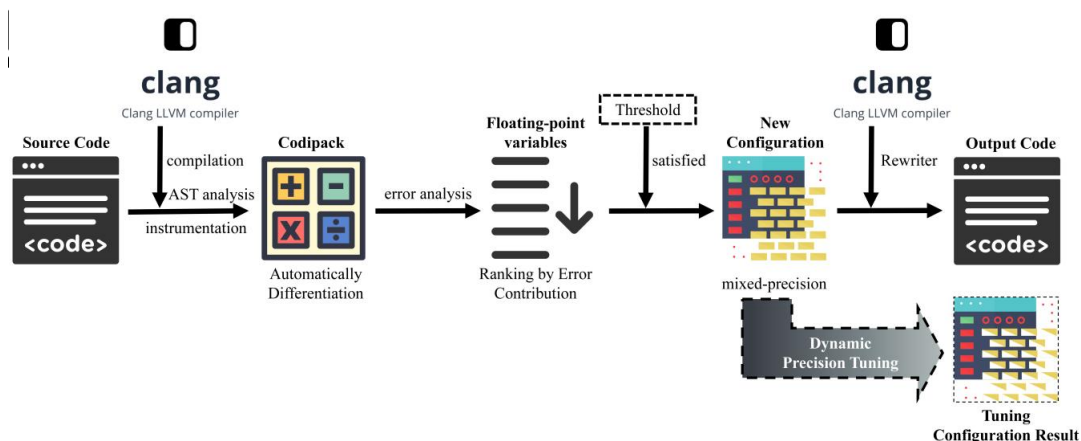 clang
Clang LLVM compiler
clang
Clang LLVM compiler
Source Code
<code>
compilation
AST analysis
instrumentation
Codipack
Automatically
Differentiation
error analysis
Floating-point
variables
Ranking by Error
Contribution
Threshold
satisfied
New
Configuration
mixed-precision
Rewriter
Output Code
<code>
Dynamic
Precision Tuning
Tuning
Configuration Result